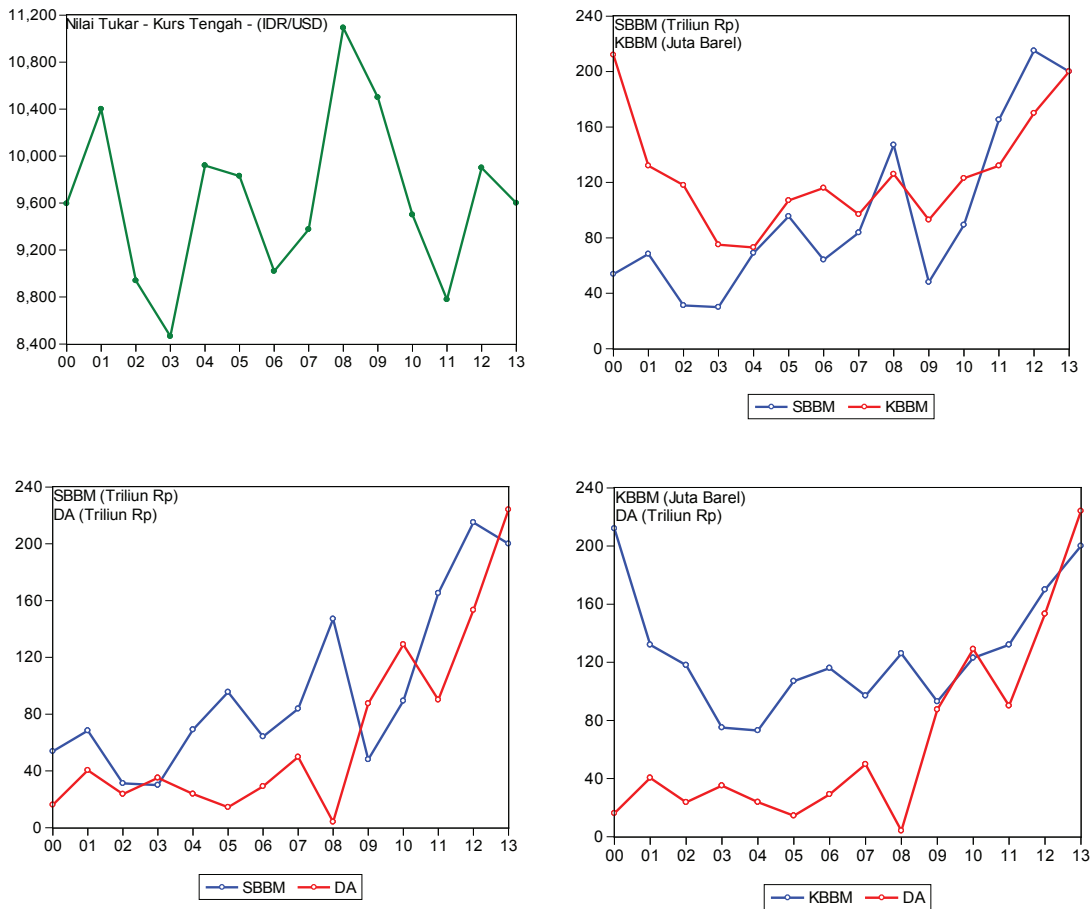 Nilai Tukar - Kurs Tengah - (IDR/USD)
11,200
10,800
10,400
10,000
9,600
9,200
8,800
8,400
00 01 02 03 04 05 06 07 08 09 10 11 12 13
SBBM (Triliun Rp)
KBBM (Juta Barel)
240
200
160
120
80
40
0
00 01 02 03 04 05 06 07 08 09 10 11 12 13
SBBM KBBM
SBBM (Triliun Rp)
DA (Triliun Rp)
240
200
160
120
80
40
0
00 01 02 03 04 05 06 07 08 09 10 11 12 13
SBBM DA
KBBM (Juta Barel)
DA (Triliun Rp)
240
200
160
120
80
40
0
00 01 02 03 04 05 06 07 08 09 10 11 12 13
KBBM DA